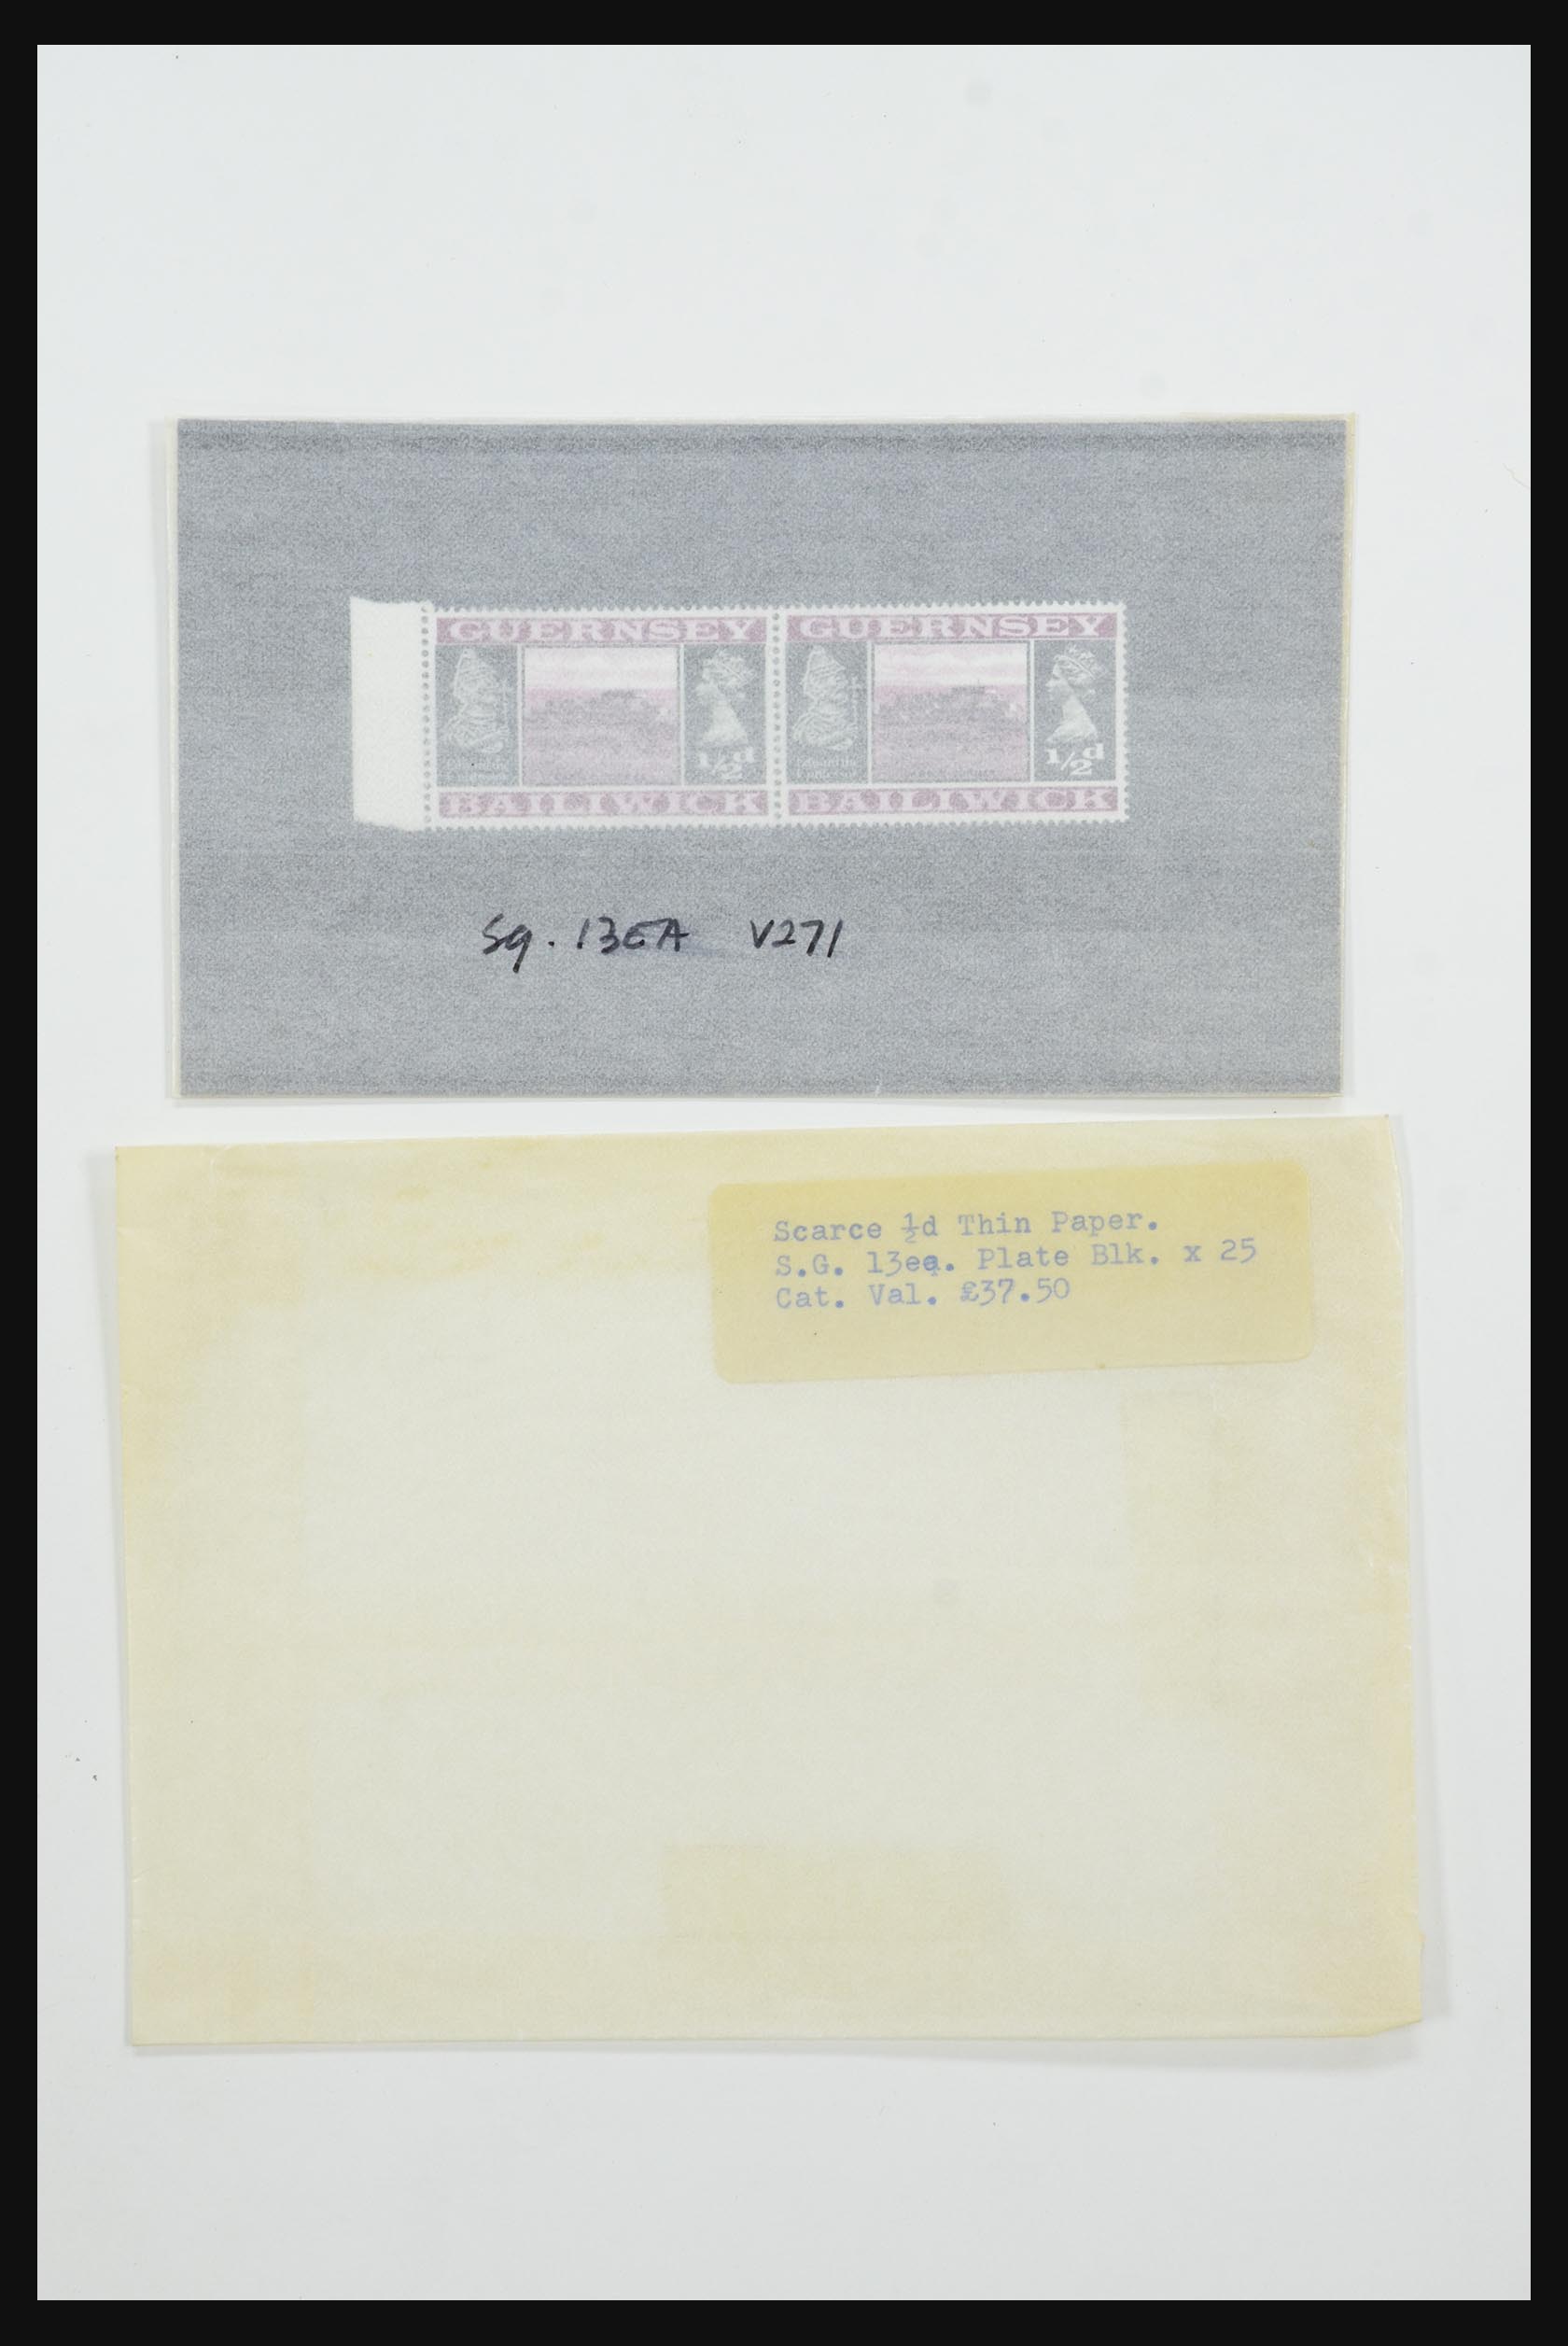 GUERNSEY GUERNSEY
1/2d 1/2d
BAILIWICK BAILIWICK
Sg. 13EA V271
Scarce ½d Thin Paper.
S.G. 13ea. Plate Blk. x 25
Cat. Val. £37.50